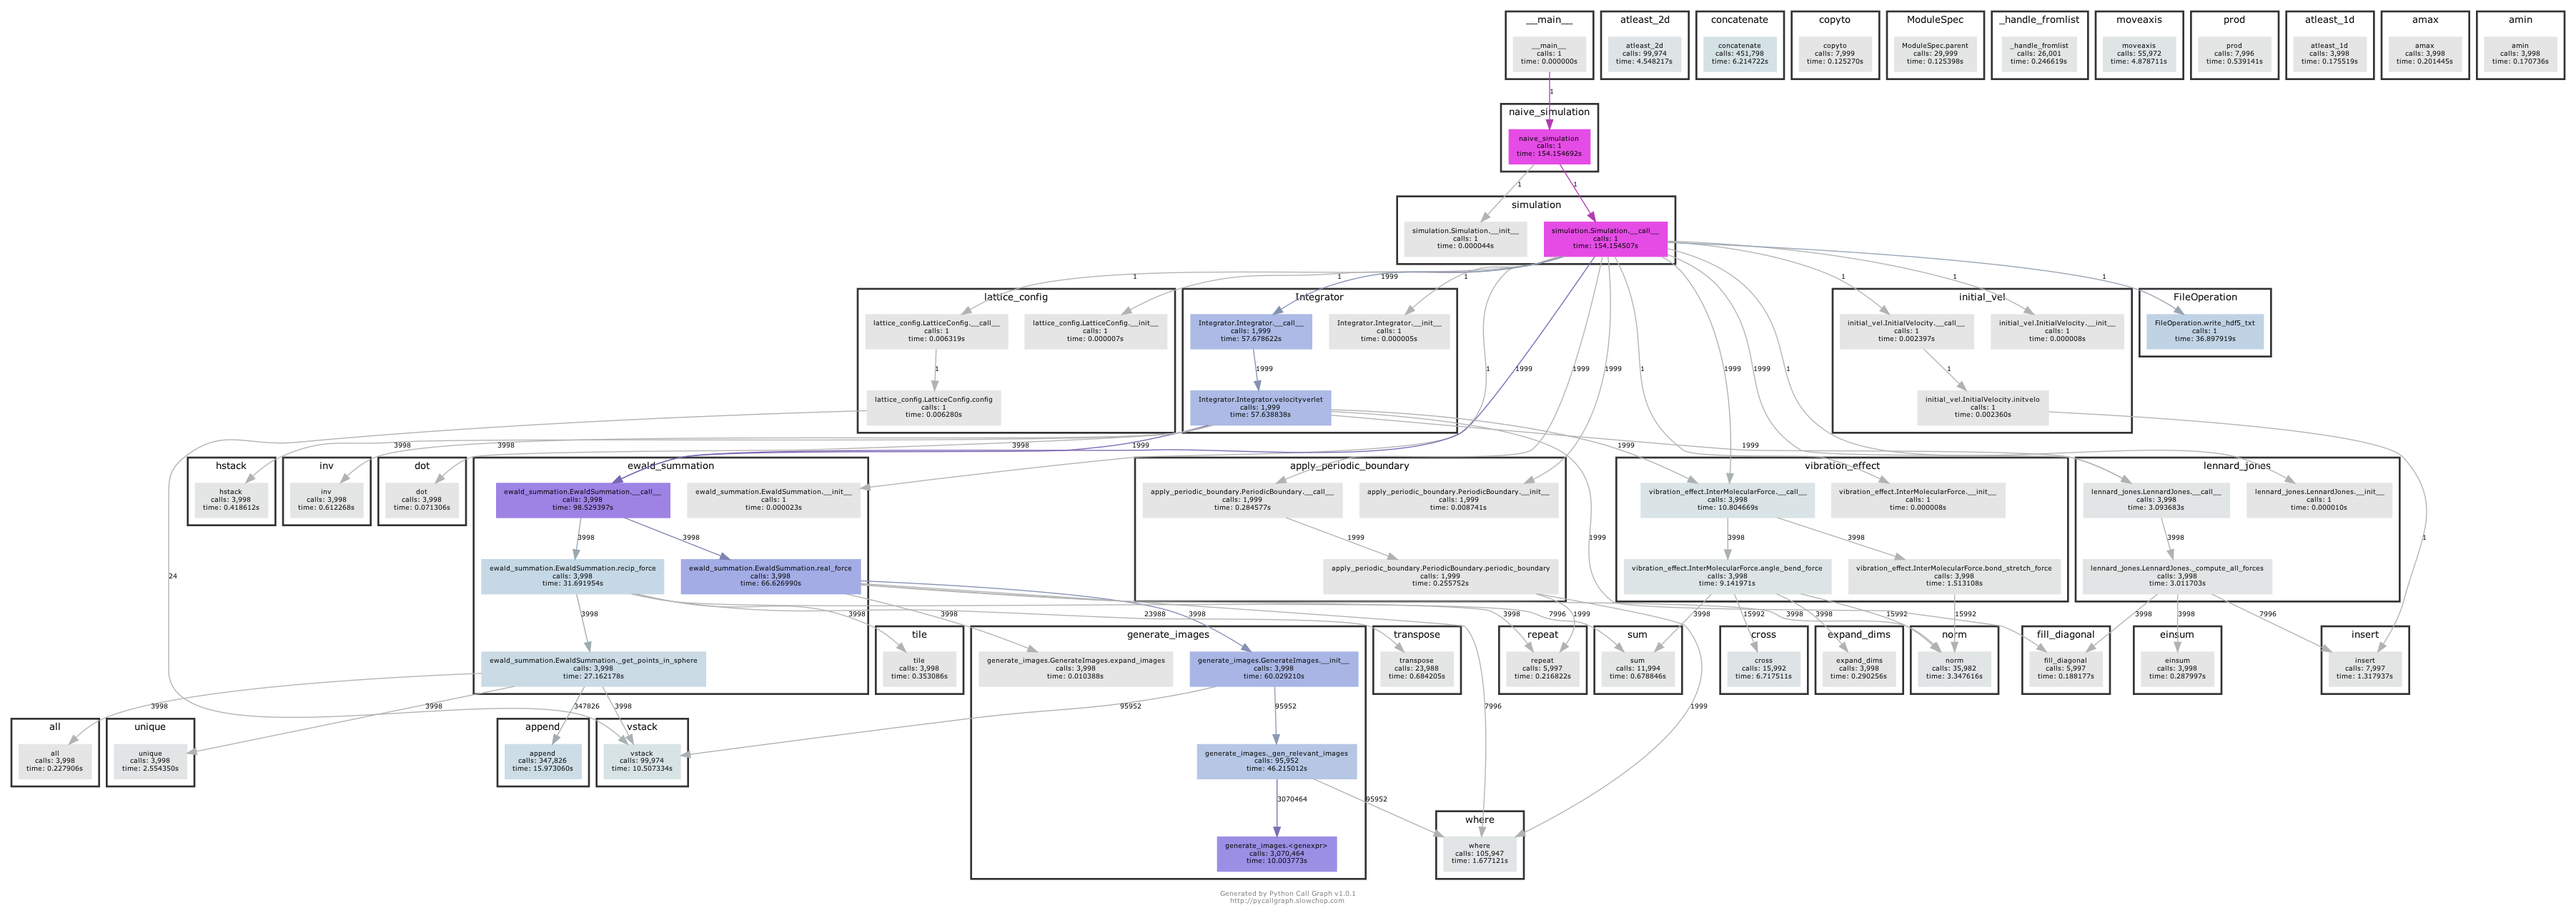 __main__
__main__
calls: 1
time: 0.000000s
atleast_2d
atleast_2d
calls: 99,974
time: 4.548217s
concatenate
concatenate
calls: 451,798
time: 6.214722s
copyto
copyto
calls: 7,999
time: 0.125270s
ModuleSpec
ModuleSpec.parent
calls: 29,999
time: 0.125398s
_handle_fromlist
_handle_fromlist
calls: 26,001
time: 0.246619s
moveaxis
moveaxis
calls: 55,972
time: 4.878711s
prod
prod
calls: 7,996
time: 0.539141s
atleast_1d
atleast_1d
calls: 3,998
time: 0.175519s
amax
amax
calls: 3,998
time: 0.201445s
amin
amin
calls: 3,998
time: 0.170736s
1
naive_simulation
naive_simulation
calls: 1
time: 154.154692s
1
1
simulation
simulation.Simulation.__init__
calls: 1
time: 0.000044s
simulation.Simulation.__call__
calls: 1
time: 154.154507s
1
1
1999
1
1
1
1
lattice_config
lattice_config.LatticeConfig.__call__
calls: 1
time: 0.006319s
lattice_config.LatticeConfig.__init__
calls: 1
time: 0.000007s
1
lattice_config.LatticeConfig.config
calls: 1
time: 0.006280s
Integrator
Integrator.Integrator.__call__
calls: 1,999
time: 57.678622s
Integrator.Integrator.__init__
calls: 1
time: 0.000005s
1999
Integrator.Integrator.velocityverlet
calls: 1,999
time: 57.638838s
1
1999
1999
1999
1
1999
1999
1
initial_vel
initial_vel.InitialVelocity.__call__
calls: 1
time: 0.002397s
initial_vel.InitialVelocity.__init__
calls: 1
time: 0.000008s
1
initial_vel.InitialVelocity.initvelo
calls: 1
time: 0.002360s
FileOperation
FileOperation.write_hdf5_txt
calls: 1
time: 36.897919s
3998
3998
3998
1999
1999
1999
hstack
hstack
calls: 3,998
time: 0.418612s
inv
inv
calls: 3,998
time: 0.612268s
dot
dot
calls: 3,998
time: 0.071306s
ewald_summation
ewald_summation.EwaldSummation.__call__
calls: 3,998
time: 98.529397s
ewald_summation.EwaldSummation.__init__
calls: 1
time: 0.000023s
3998
3998
ewald_summation.EwaldSummation.recip_force
calls: 3,998
time: 31.691954s
ewald_summation.EwaldSummation.real_force
calls: 3,998
time: 66.626990s
3998
ewald_summation.EwaldSummation._get_points_in_sphere
calls: 3,998
time: 27.162178s
apply_periodic_boundary
apply_periodic_boundary.PeriodicBoundary.__call__
calls: 1,999
time: 0.284577s
apply_periodic_boundary.PeriodicBoundary.__init__
calls: 1,999
time: 0.008741s
1999
apply_periodic_boundary.PeriodicBoundary.periodic_boundary
calls: 1,999
time: 0.255752s
1999
vibration_effect
vibration_effect.InterMolecularForce.__call__
calls: 3,998
time: 10.804669s
vibration_effect.InterMolecularForce.__init__
calls: 1
time: 0.000008s
3998
3998
vibration_effect.InterMolecularForce.angle_bend_force
calls: 3,998
time: 9.141971s
vibration_effect.InterMolecularForce.bond_stretch_force
calls: 3,998
time: 1.513108s
lennard_jones
lennard_jones.LennardJones.__call__
calls: 3,998
time: 3.093683s
lennard_jones.LennardJones.__init__
calls: 1
time: 0.000010s
3998
lennard_jones.LennardJones._compute_all_forces
calls: 3,998
time: 3.011703s
1
24
3998
3998
23988
3998
3998
7996
1999
3998
15992
3998
3998
15992
15992
3998
3998
7996
tile
tile
calls: 3,998
time: 0.353086s
generate_images
generate_images.GenerateImages.expand_images
calls: 3,998
time: 0.010388s
generate_images.GenerateImages.__init__
calls: 3,998
time: 60.029210s
transpose
transpose
calls: 23,988
time: 0.684205s
repeat
repeat
calls: 5,997
time: 0.216822s
sum
sum
calls: 11,994
time: 0.678846s
cross
cross
calls: 15,992
time: 6.717511s
expand_dims
expand_dims
calls: 3,998
time: 0.290256s
norm
norm
calls: 35,982
time: 3.347616s
fill_diagonal
fill_diagonal
calls: 5,997
time: 0.188177s
einsum
einsum
calls: 3,998
time: 0.287997s
insert
insert
calls: 7,997
time: 1.317937s
3998
3998
347826
3998
95952
95952
7996
1999
all
all
calls: 3,998
time: 0.227906s
unique
unique
calls: 3,998
time: 2.554350s
append
append
calls: 347,826
time: 15.973060s
vstack
vstack
calls: 99,974
time: 10.507334s
generate_images._gen_relevant_images
calls: 95,952
time: 46.215012s
3070464
95952
generate_images.<genexpr>
calls: 3,070,464
time: 10.003773s
where
where
calls: 105,947
time: 1.677121s
Generated by Python Call Graph v1.0.1
http://pycallgraph.slowchop.com